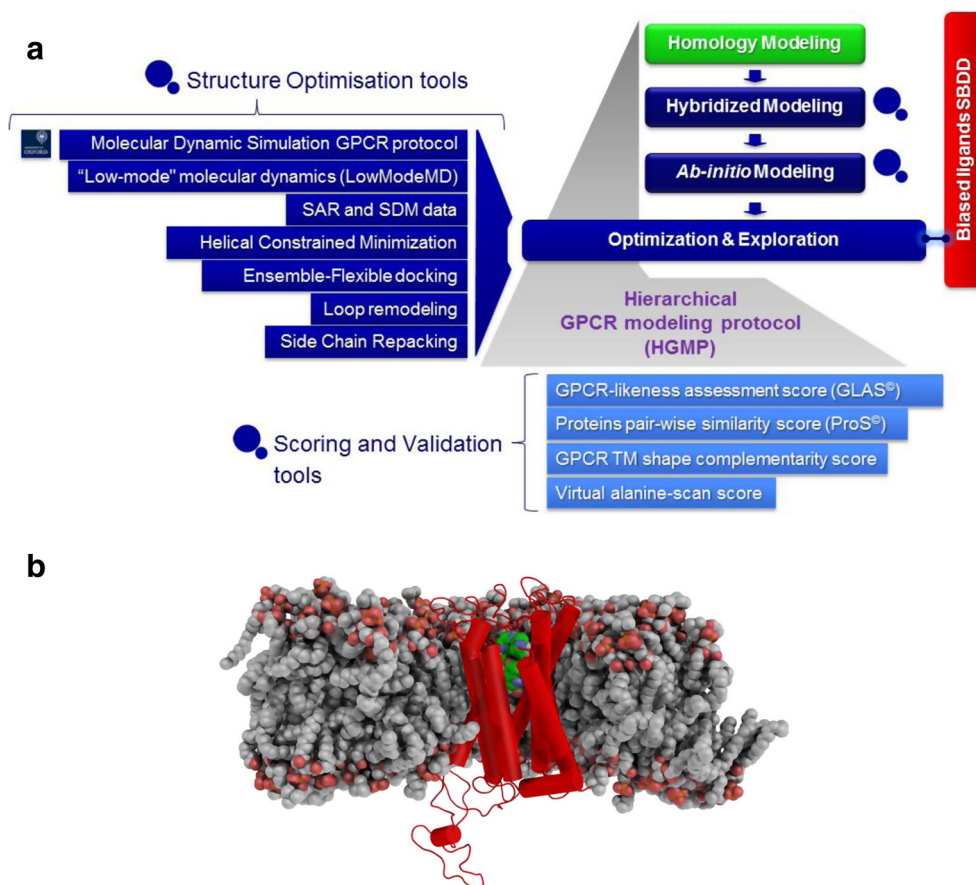 a
Structure Optimisation tools
OXFORD
Molecular Dynamic Simulation GPCR protocol
“Low-mode" molecular dynamics (LowModeMD)
SAR and SDM data
Helical Constrained Minimization
Ensemble-Flexible docking
Loop remodeling
Side Chain Repacking
Homology Modeling
Hybridized Modeling
Ab-initio Modeling
Optimization & Exploration
Biased ligands SBDD
Hierarchical
GPCR modeling protocol
(HGMP)
Scoring and Validation
tools
GPCR-likeness assessment score (GLAS©)
Proteins pair-wise similarity score (ProS©)
GPCR TM shape complementarity score
Virtual alanine-scan score
b